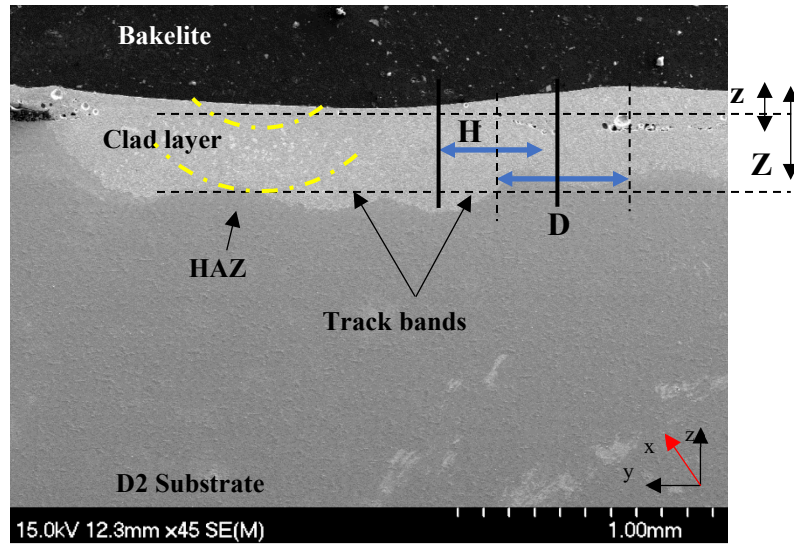 Bakelite
z
H
Clad layer
Z
D
HAZ
Track bands
z
x
y
D2 Substrate
15.0kV 12.3mm x45 SE(M)
1.00mm